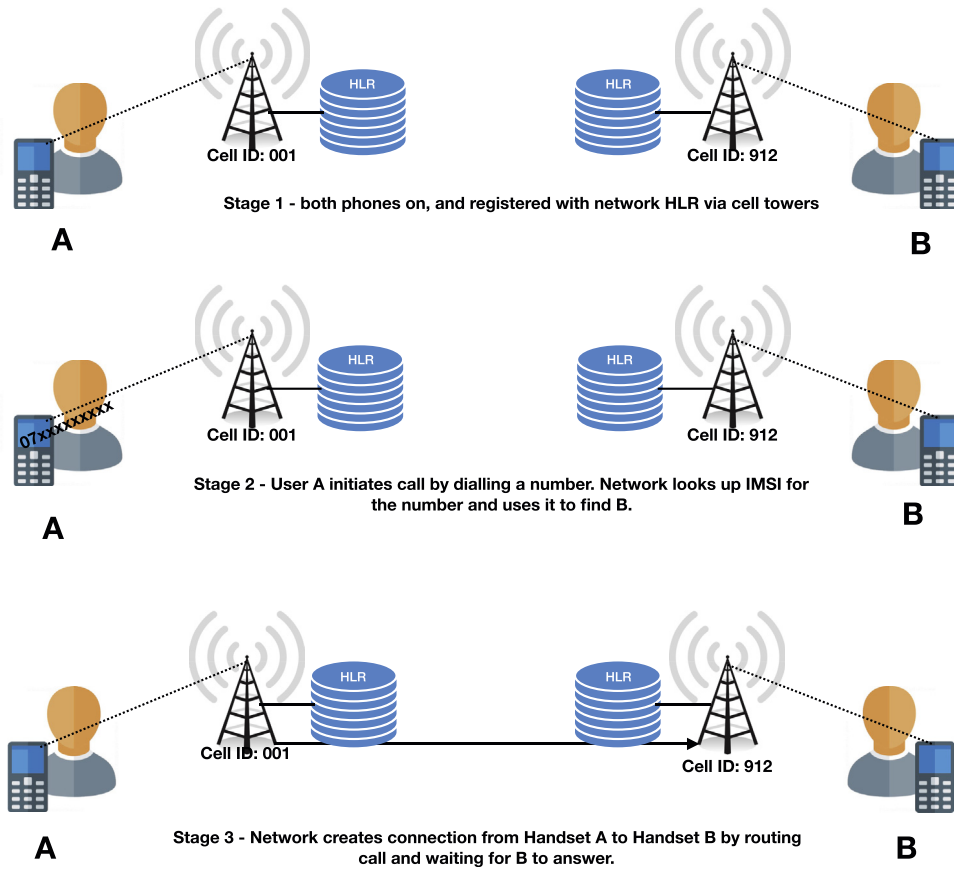 HLR
HLR
Cell ID: 001
Cell ID: 912
Stage 1 - both phones on, and registered with network HLR via cell towers
A
B
HLR
HLR
07xxxxxxxxx
Cell ID: 001
Cell ID: 912
Stage 2 - User A initiates call by dialling a number. Network looks up IMSI for
the number and uses it to find B.
A
B
HLR
HLR
Cell ID: 001
Cell ID: 912
Stage 3 - Network creates connection from Handset A to Handset B by routing
call and waiting for B to answer.
A
B